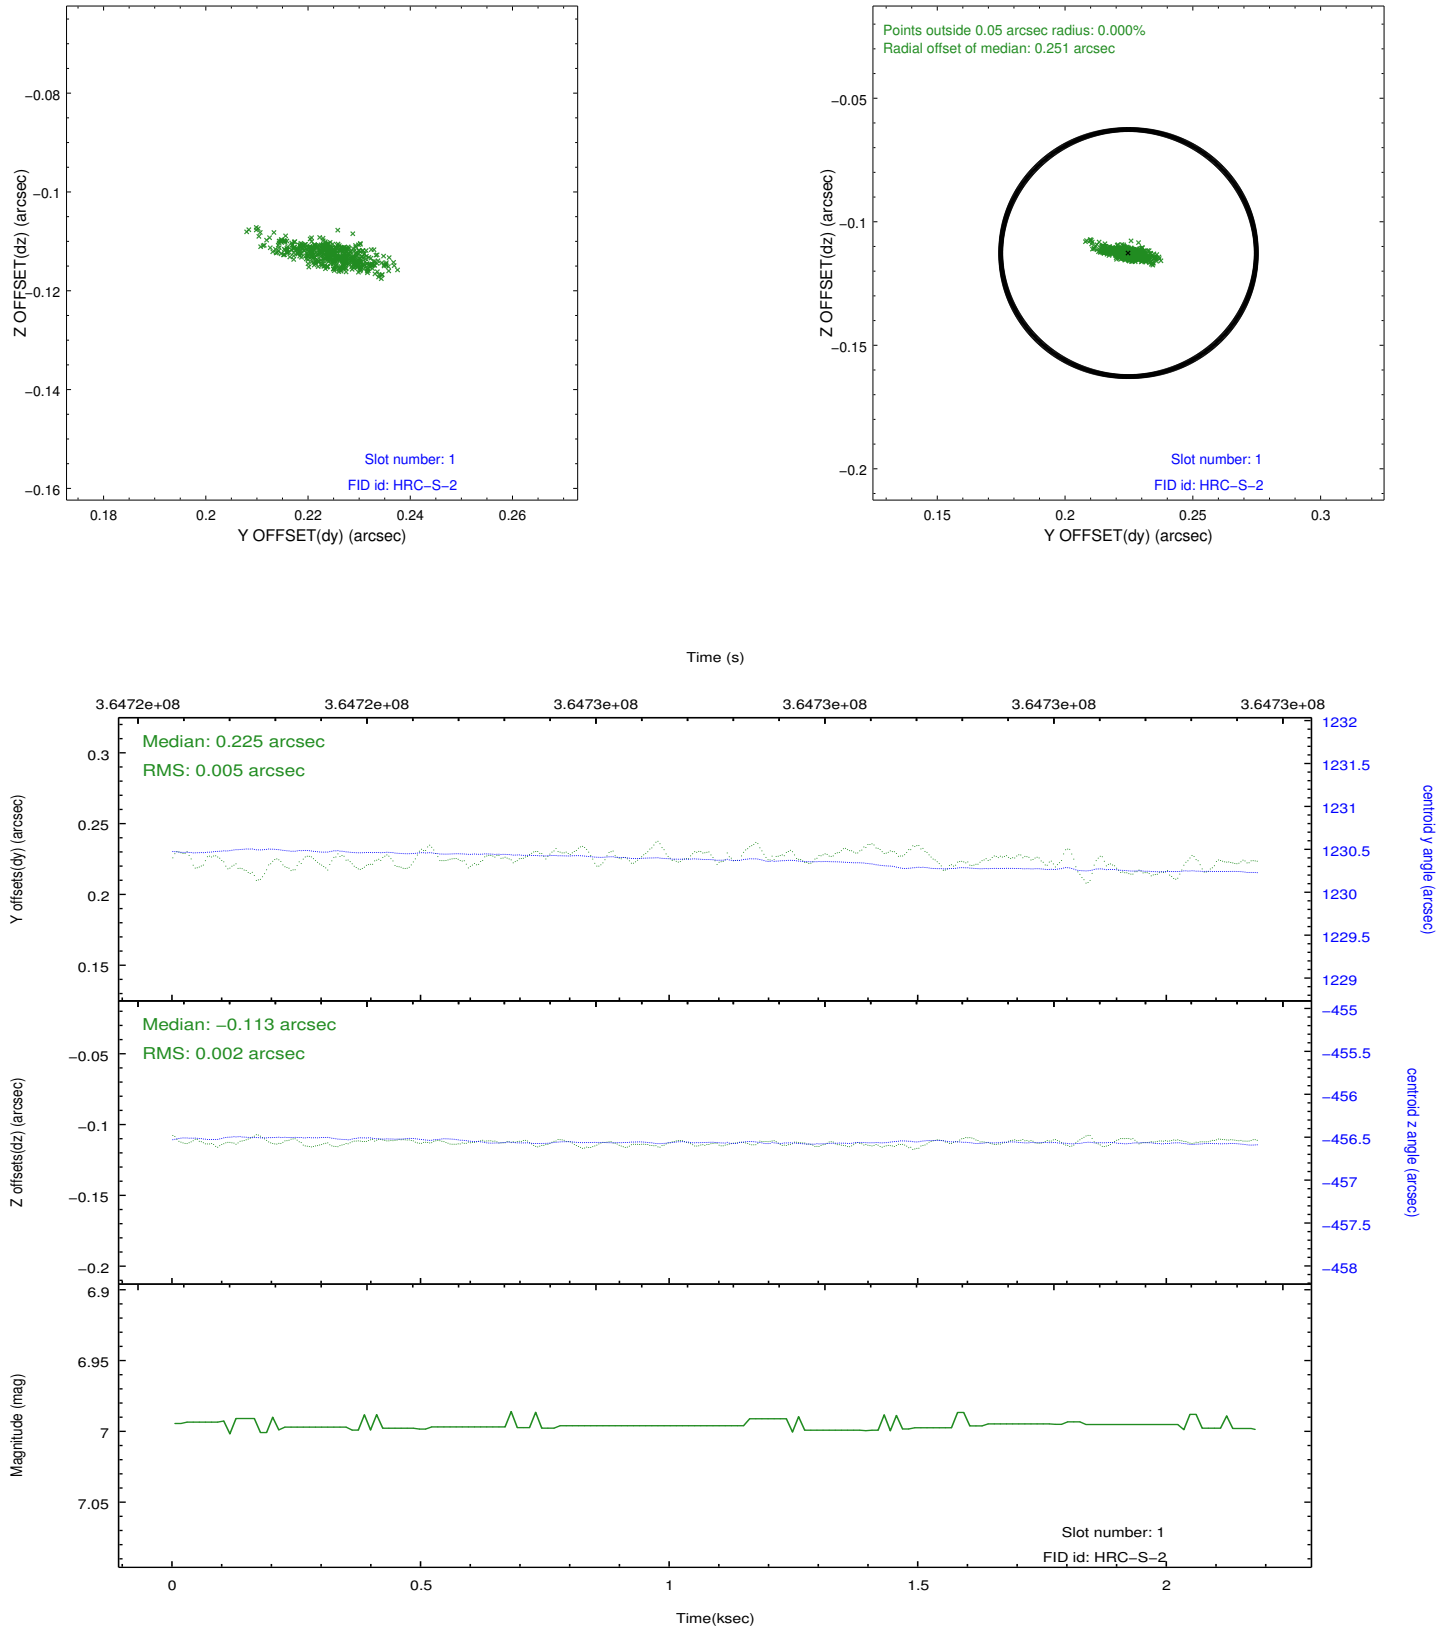 −0.08
−0.1
−0.12
−0.14
−0.16
Z OFFSET(dz) (arcsec)
Slot number: 1
FID id: HRC−S−2
0.18 0.2 0.22 0.24 0.26
Y OFFSET(dy) (arcsec)
Points outside 0.05 arcsec radius: 0.000%
Radial offset of median: 0.251 arcsec
−0.05
−0.1
−0.15
−0.2
Z OFFSET(dz) (arcsec)
Slot number: 1
FID id: HRC−S−2
0.15 0.2 0.25 0.3
Y OFFSET(dy) (arcsec)
Time (s)
3.6472e+08 3.6472e+08 3.6473e+08 3.6473e+08 3.6473e+08 3.6473e+08
Median: 0.225 arcsec
RMS: 0.005 arcsec
0.3
0.25
0.2
0.15
Y offsets(dy) (arcsec)
1232
1231.5
1231
1230.5
1230
1229.5
1229
centroid y angle (arcsec)
Median: −0.113 arcsec
RMS: 0.002 arcsec
−0.05
−0.1
−0.15
−0.2
Z offsets(dz) (arcsec)
−455
−455.5
−456
−456.5
−457
−457.5
−458
centroid z angle (arcsec)
6.9
6.95
7
7.05
Magnitude (mag)
Slot number: 1
FID id: HRC−S−2
0 0.5 1 1.5 2
Time(ksec)